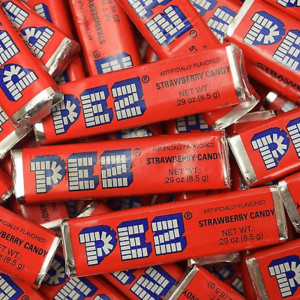 PEZ
ARTIFICIALLY FLAVORED
STRAWBERRY CANDY
NET WT.
.29 oz (8.5 g)
PEZ
ARTIFICIALLY FLAVORED
STRAWBERRY CANDY
NET WT.
.29 oz. (8.5 g)
PEZ
ARTIFICIALLY FLAVORED
STRAWBERRY CANDY
NET WT.
.29 oz (8.5 g)